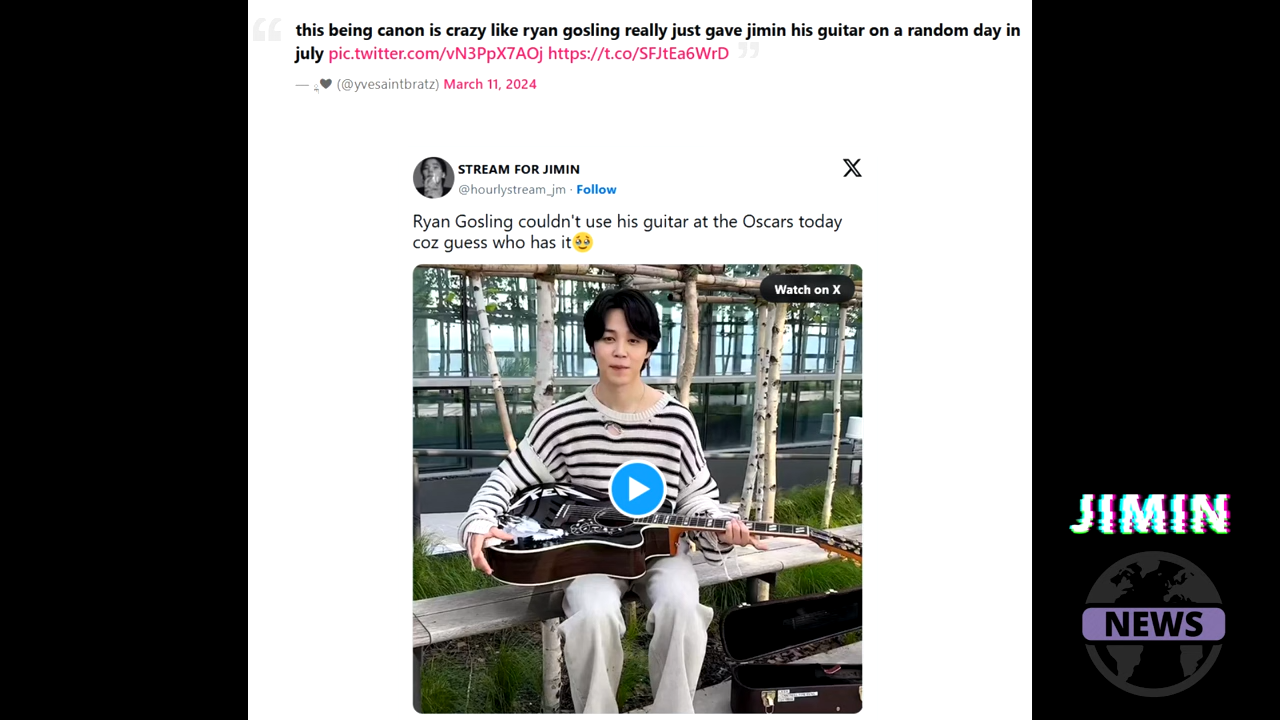 this being canon is crazy like ryan gosling really just gave jimin his guitar on a random day in
july pic.twitter.com/vN3PpX7AOj https://t.co/SFJtEa6WrD
— ♥ (@yvesaintbratz) March 11, 2024
STREAM FOR JIMIN
@hourlystream_jm · Follow
Ryan Gosling couldn't use his guitar at the Oscars today
coz guess who has it🥹
Watch on X
JIMIN
NEWS